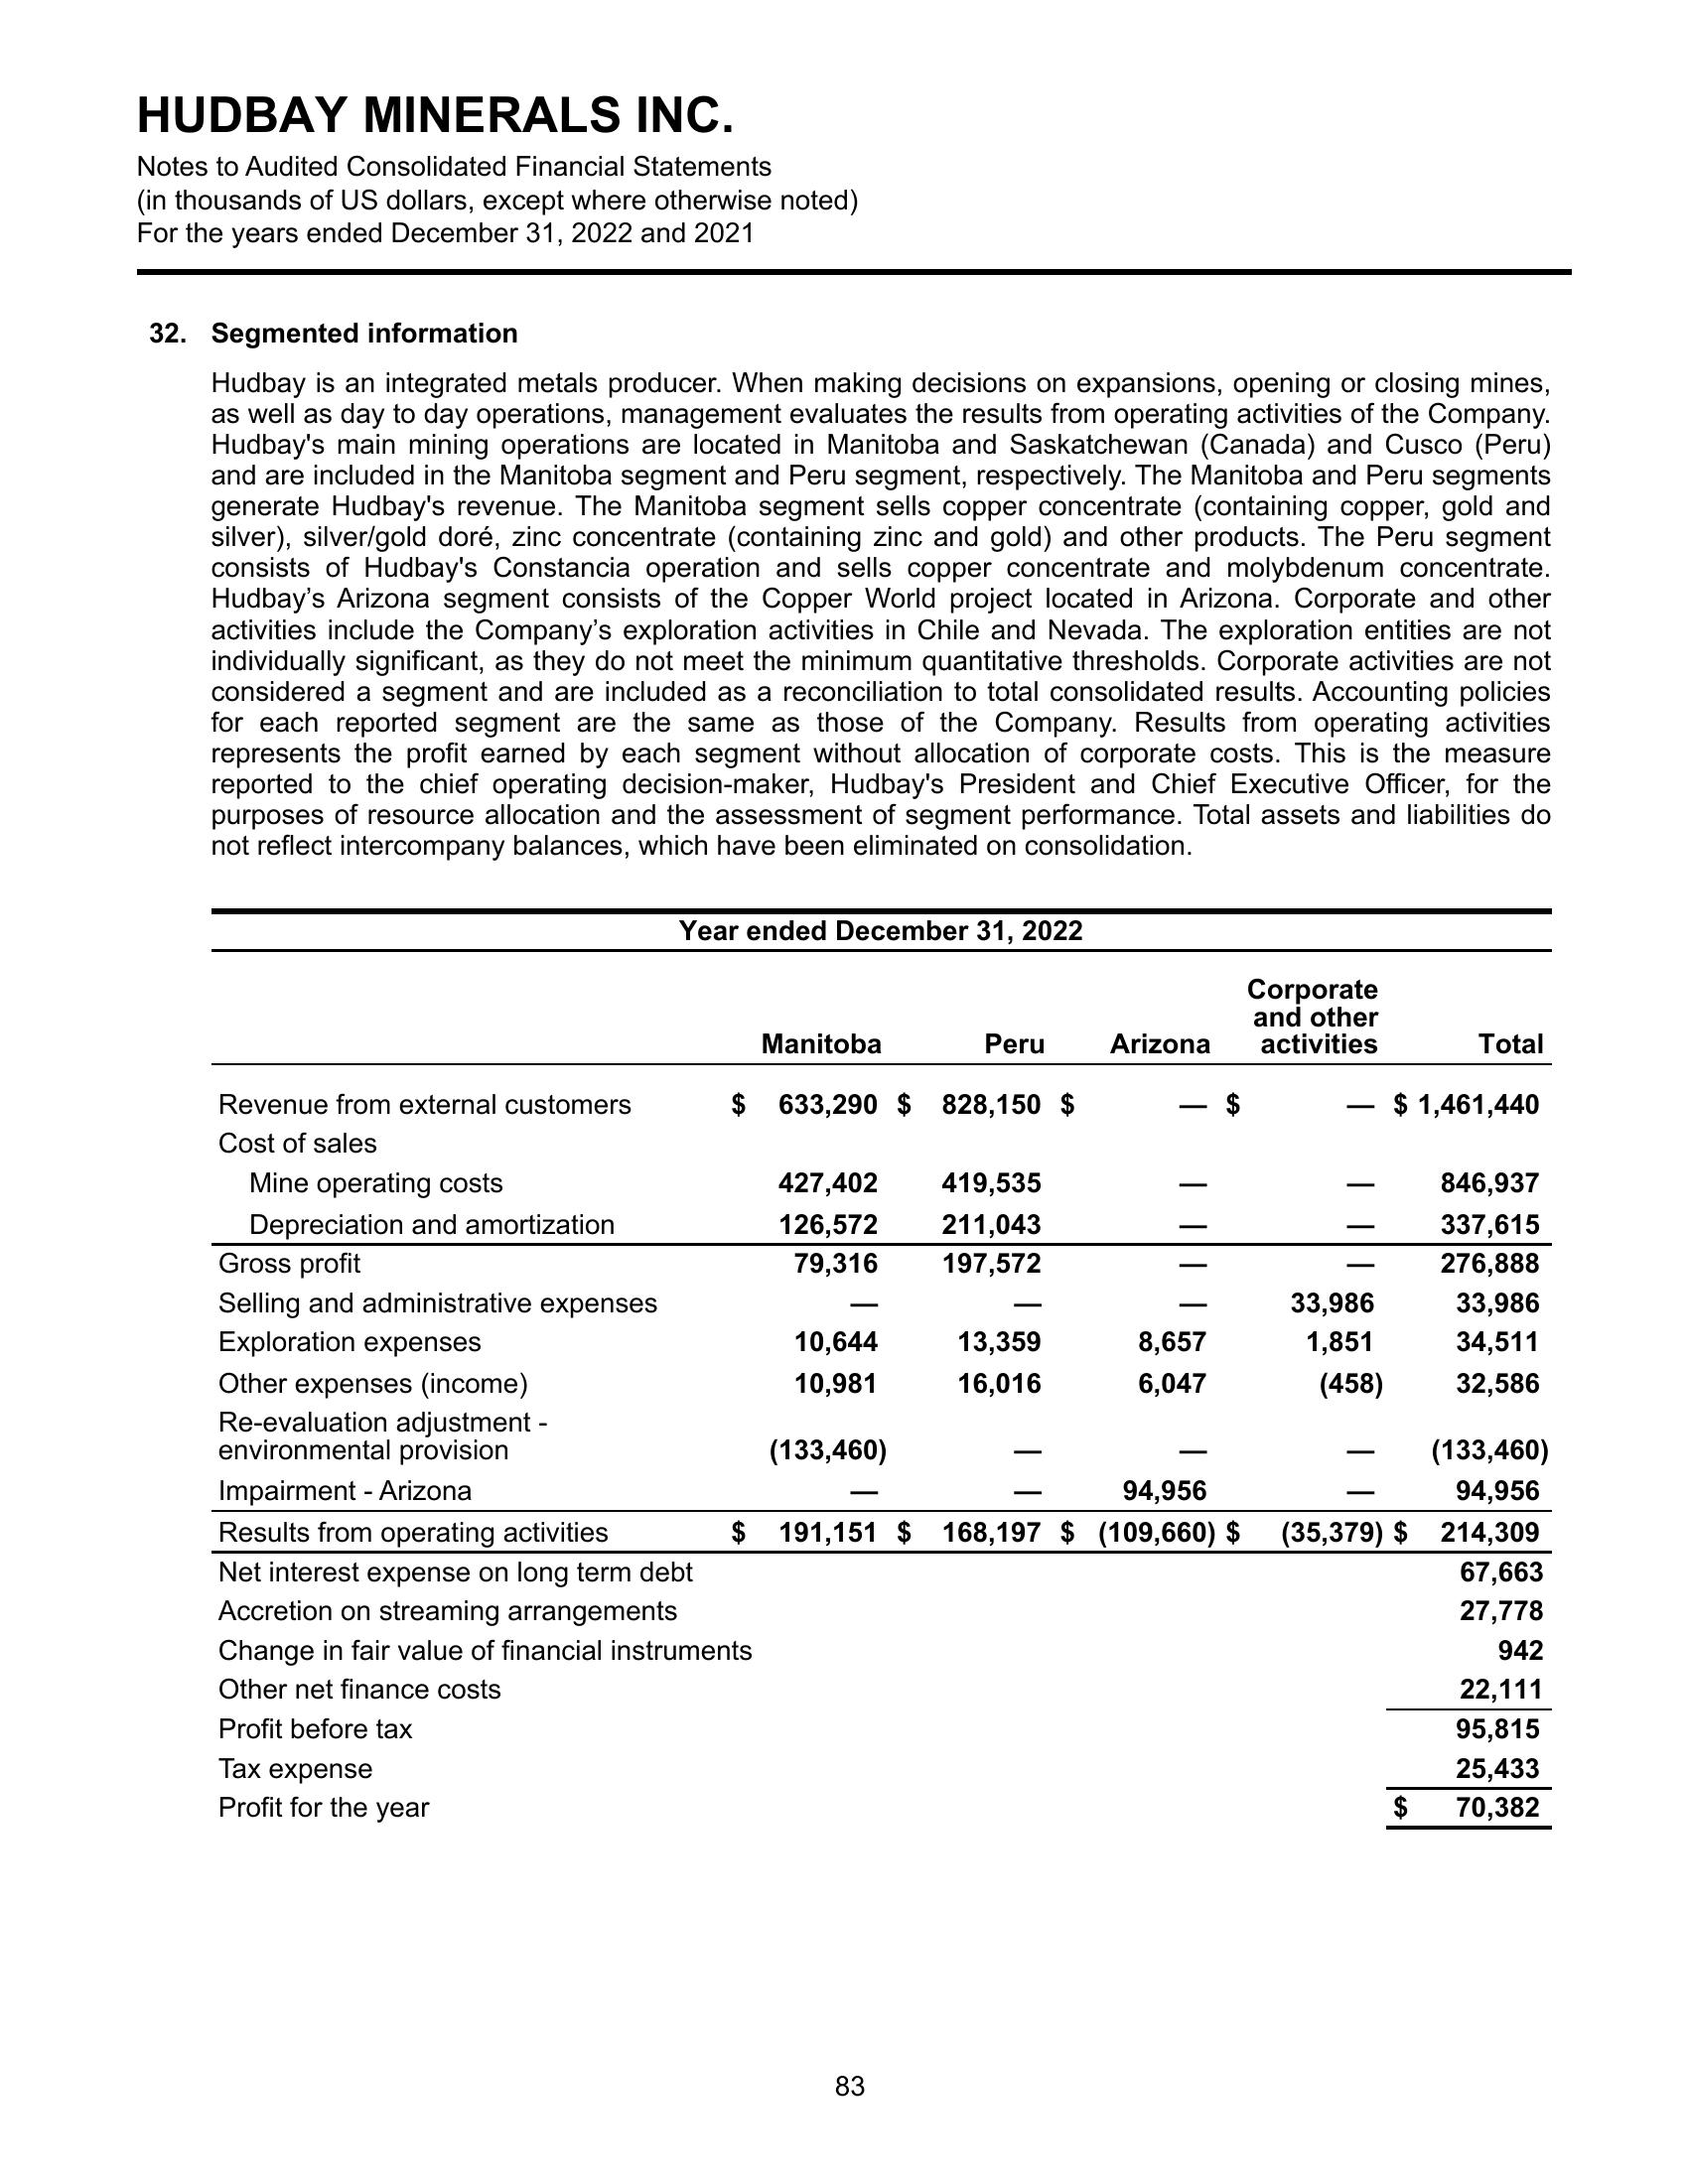 HUDBAY MINERALS INC.
Notes to Audited Consolidated Financial Statements
(in thousands of US dollars, except where otherwise noted)
For the years ended December 31, 2022 and 2021
32. Segmented information
Hudbay is an integrated metals producer. When making decisions on expansions, opening or closing mines,
as well as day to day operations, management evaluates the results from operating activities of the Company.
Hudbay's main mining operations are located in Manitoba and Saskatchewan (Canada) and Cusco (Peru)
and are included in the Manitoba segment and Peru segment, respectively. The Manitoba and Peru segments
generate Hudbay's revenue. The Manitoba segment sells copper concentrate (containing copper, gold and
silver), silver/gold doré, zinc concentrate (containing zinc and gold) and other products. The Peru segment
consists of Hudbay's Constancia operation and sells copper concentrate and molybdenum concentrate.
Hudbay’s Arizona segment consists of the Copper World project located in Arizona. Corporate and other
activities include the Company’s exploration activities in Chile and Nevada. The exploration entities are not
individually significant, as they do not meet the minimum quantitative thresholds. Corporate activities are not
considered a segment and are included as a reconciliation to total consolidated results. Accounting policies
for each reported segment are the same as those of the Company. Results from operating activities
represents the profit earned by each segment without allocation of corporate costs. This is the measure
reported to the chief operating decision-maker, Hudbay's President and Chief Executive Officer, for the
purposes of resource allocation and the assessment of segment performance. Total assets and liabilities do
not reflect intercompany balances, which have been eliminated on consolidation.
Year ended December 31, 2022
Corporate
and other
Manitoba Peru Arizona activities Total
Revenue from external customers $ 633,290 $ 828,150 $ — $ — $ 1,461,440
Cost of sales
Mine operating costs 427,402 419,535 — — 846,937
Depreciation and amortization 126,572 211,043 — — 337,615
Gross profit 79,316 197,572 — — 276,888
Selling and administrative expenses — — — 33,986 33,986
Exploration expenses 10,644 13,359 8,657 1,851 34,511
Other expenses (income) 10,981 16,016 6,047 (458) 32,586
Re-evaluation adjustment -
environmental provision (133,460) — — — (133,460)
Impairment - Arizona — — 94,956 — 94,956
Results from operating activities $ 191,151 $ 168,197 $ (109,660) $ (35,379) $ 214,309
Net interest expense on long term debt 67,663
Accretion on streaming arrangements 27,778
Change in fair value of financial instruments 942
Other net finance costs 22,111
Profit before tax 95,815
Tax expense 25,433
Profit for the year $ 70,382
83